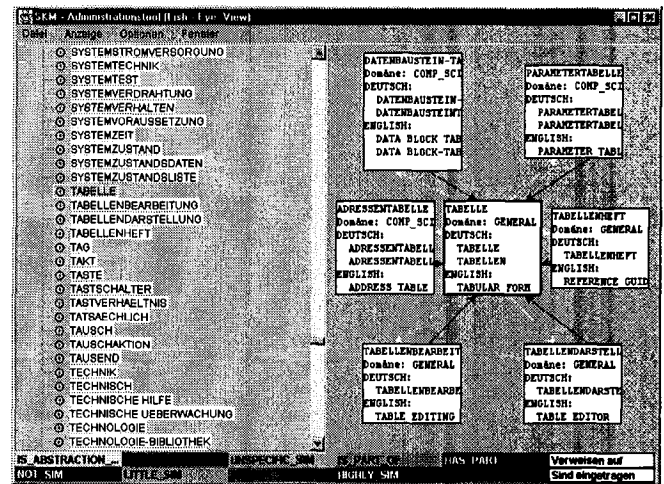 SKM - Administrationstool [Fish - Eye View]
Datei Anzeige Optionen Fenster
SYSTEMSTROMVERSORGUNG
SYSTEMTECHNIK
SYSTEMTEST
SYSTEMVERDRAHTUNG
SYSTEMVERHALTEN
SYSTEMVORAUSSETZUNG
SYSTEMZEIT
SYSTEMZUSTAND
SYSTEMZUSTANDSDATEN
SYSTEMZUSTANDSLISTE
TABELLE
TABELLENBEARBEITUNG
TABELLENDARSTELLUNG
TABELLENHEFT
TAG
TAKT
TASTE
TASTSCHALTER
TASTVERHAELTNIS
TATSAECHLICH
TAUSCH
TAUSCHAKTION
TAUSEND
TECHNIK
TECHNISCH
TECHNISCHE HILFE
TECHNISCHE UEBERWACHUNG
TECHNOLOGIE
TECHNOLOGIE-BIBLIOTHEK
DATENBAUSTEIN-TA
Domäne: COMP_SCI
DEUTSCH:
DATENBAUSTEIN-
DATENBAUSTEINT
ENGLISH:
DATA BLOCK TAB
DATA BLOCK-TAB
PARAMETERTABELLE
Domäne: COMP_SC
DEUTSCH:
PARAMETERTABEL
PARAMETERTABEL
ENGLISH:
PARAMETER TABL
ADRESSENTABELLE
Domäne: COMP_SCI
DEUTSCH:
ADRESSENTABELL
ADRESSENTABELL
ENGLISH:
ADDRESS TABLE
TABELLE
Domäne: GENERAL
DEUTSCH:
TABELLE
TABELLEN
ENGLISH:
TABULAR FORM
TABELLENHEFT
Domäne: GENERAL
DEUTSCH:
TABELLENHEFT
ENGLISH:
REFERENCE GUID
TABELLENBEARBEIT
Domäne: GENERAL
DEUTSCH:
TABELLENBEARBE
ENGLISH:
TABLE EDITING
TABELLENDARSTELL
Domäne: GENERAL
DEUTSCH:
TABELLENDARSTE
ENGLISH:
TABLE EDITOR
IS_ABSTRACTION_... UNSPECIFIC_SIM IS_PART_OF HAS_PART Verweisen auf
NOT_SIM LITTLE_SIM HIGHLY_SIM Sind eingetragen